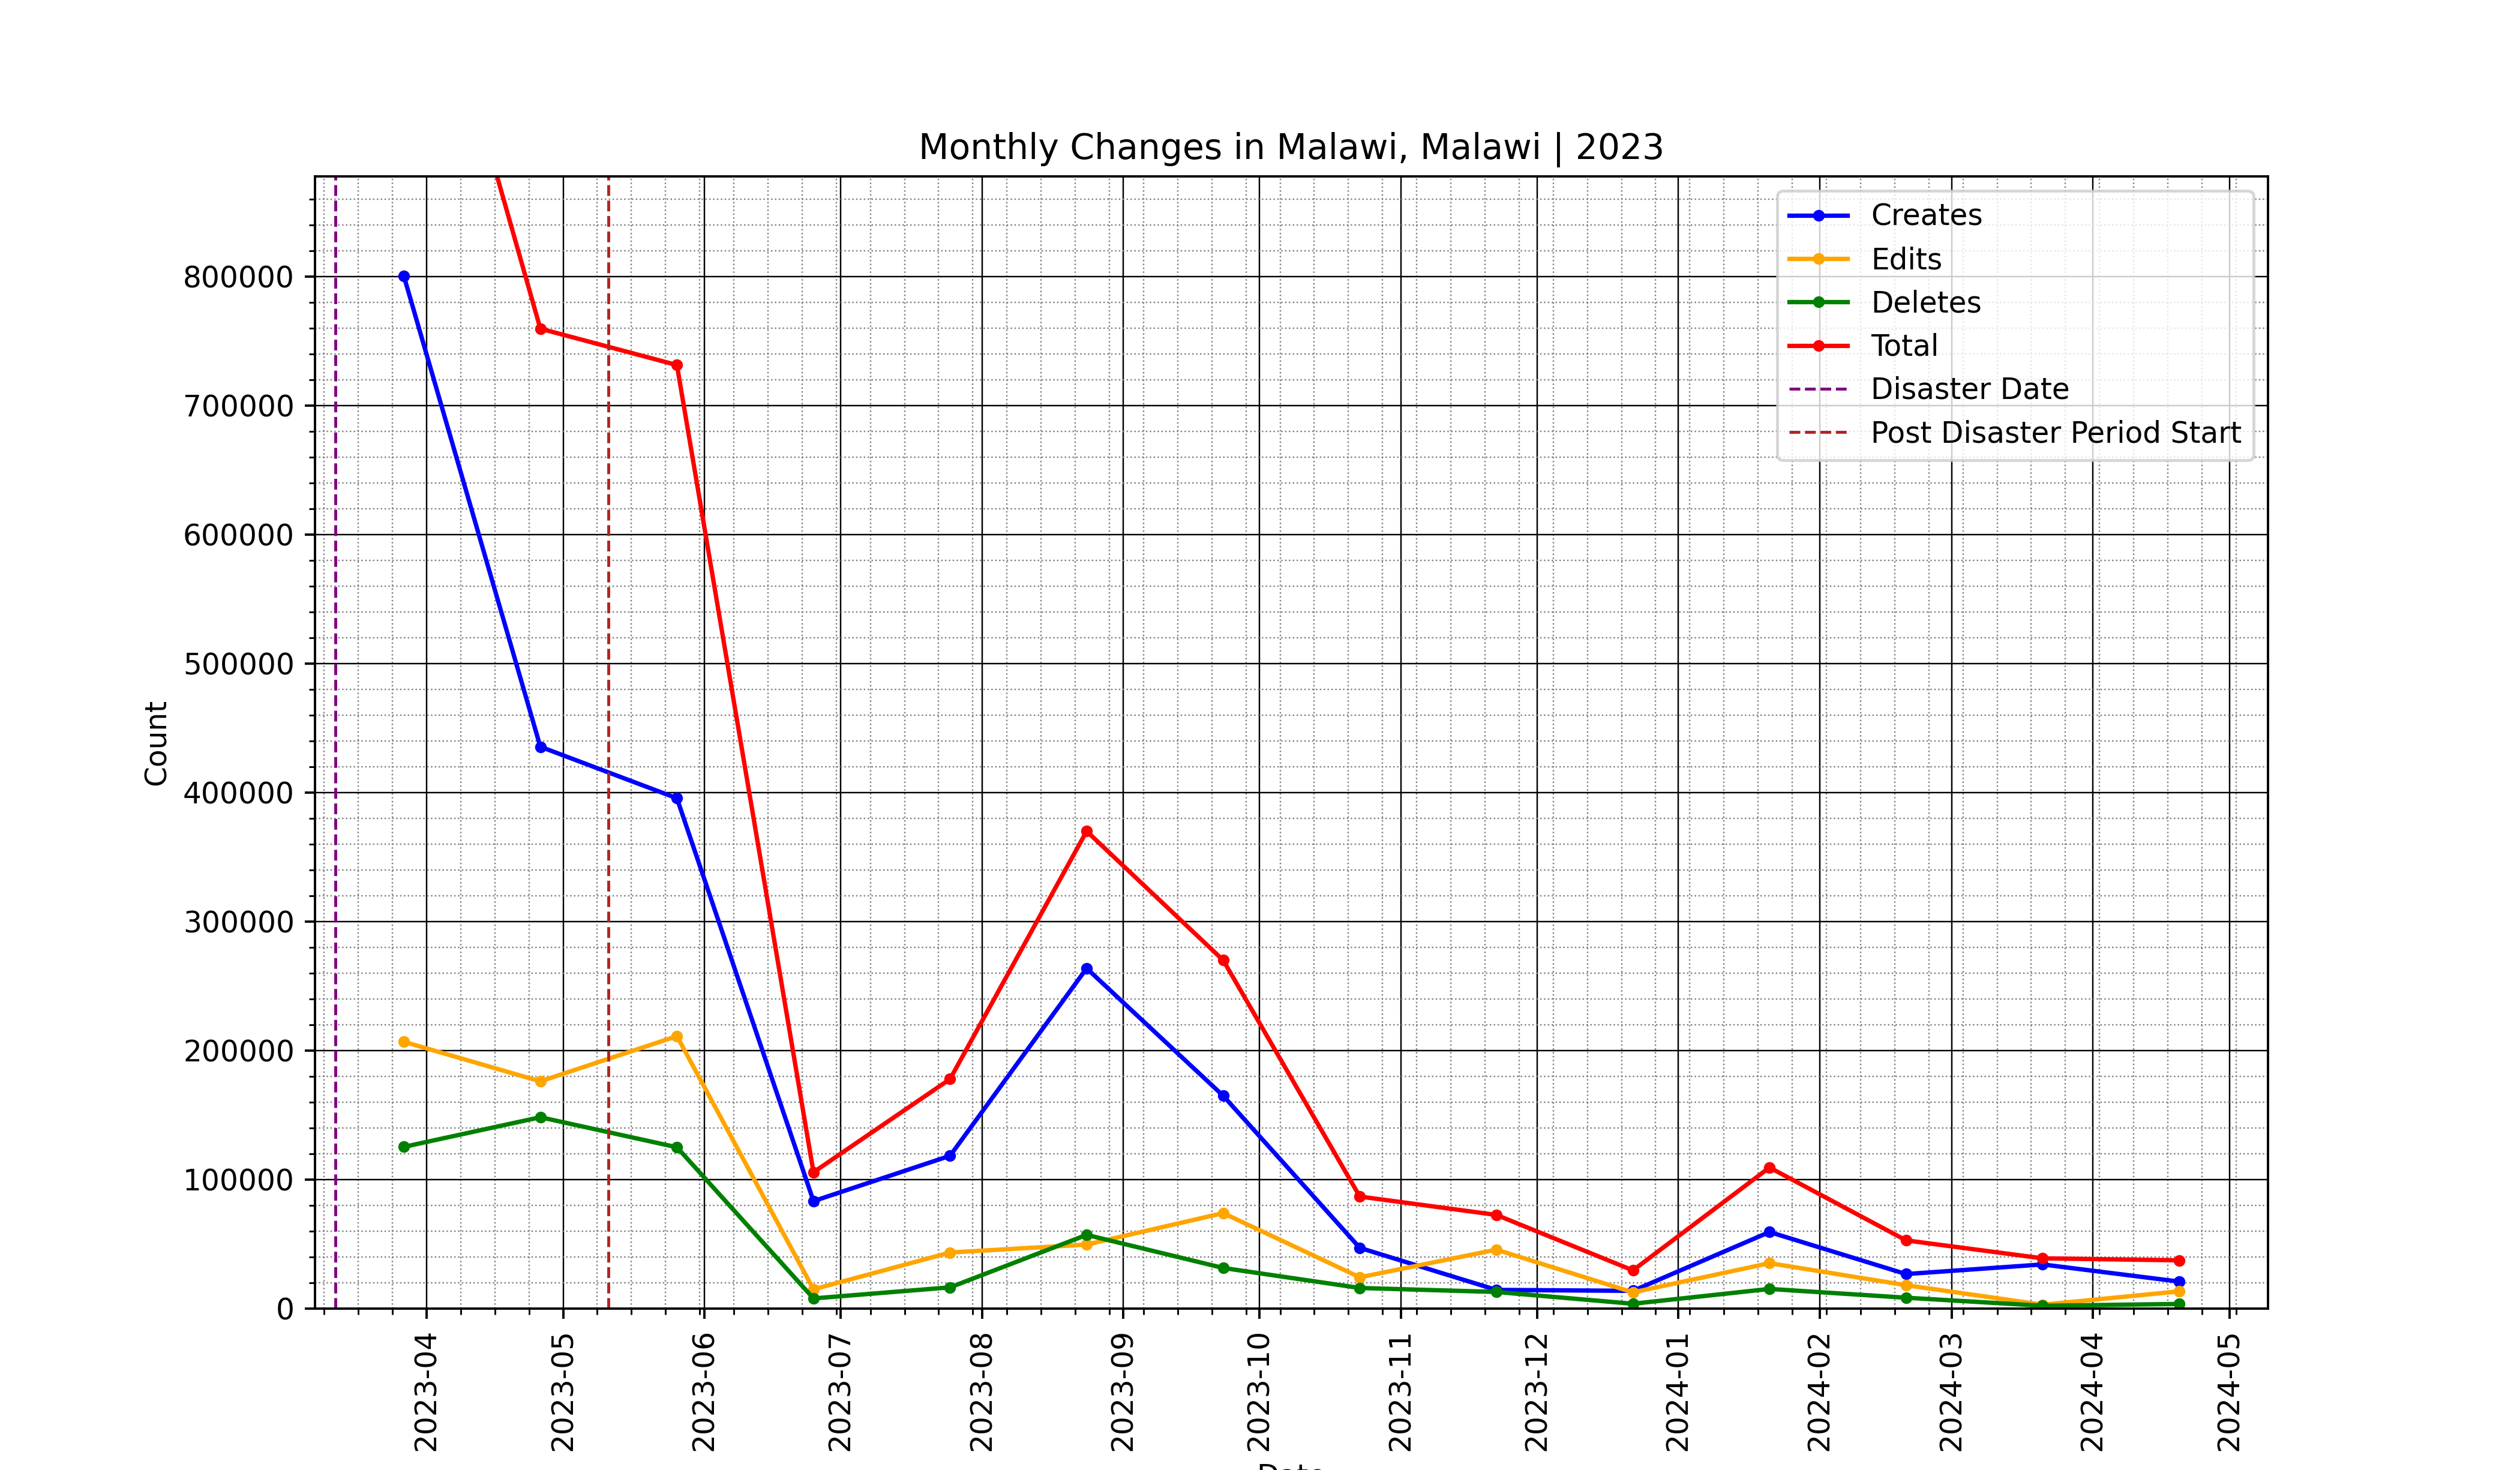 Monthly Changes in Malawi, Malawi | 2023
Creates
Edits
Deletes
Total
Disaster Date
Post Disaster Period Start
Count
800000
700000
600000
500000
400000
300000
200000
100000
0
2023-04
2023-05
2023-06
2023-07
2023-08
2023-09
2023-10
2023-11
2023-12
2024-01
2024-02
2024-03
2024-04
2024-05
Date